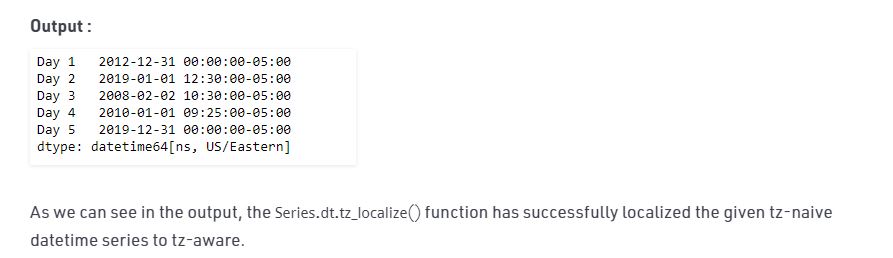 Output :
Day 1   2012-12-31 00:00:00-05:00
Day 2   2019-01-01 12:30:00-05:00
Day 3   2008-02-02 10:30:00-05:00
Day 4   2010-01-01 09:25:00-05:00
Day 5   2019-12-31 00:00:00-05:00
dtype: datetime64[ns, US/Eastern]
As we can see in the output, the Series.dt.tz_localize() function has successfully localized the given tz-naive
datetime series to tz-aware.